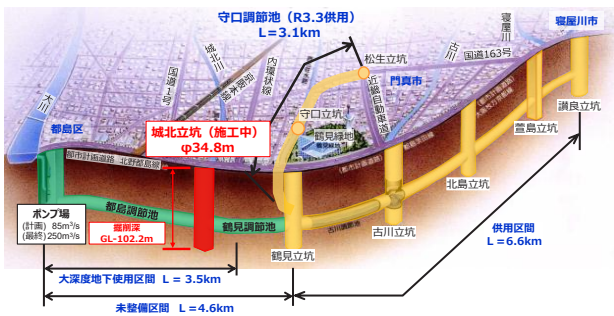 守口調節池（R3.3供用）
L＝3.1km
寝屋川市
寝屋川
松生立坑
古川
国道163号
城北川
京阪本線
内環状線
国道1号
大川
近畿自動車道
門真市
讃良立坑
都島区
城北立坑（施工中）
φ34.8m
守口立坑
鶴見緑地
萱島立坑
都市計画道路 北野都島線
北島立坑
ポンプ場
(計画) 85m³/s
(最終)250m³/s
都島調節池
掘削深
GL-102.2m
鶴見調節池
古川調節池
古川立坑
鶴見立坑
供用区間
L＝6.6km
大深度地下使用区間 L＝ 3.5km
未整備区間 L＝4.6km